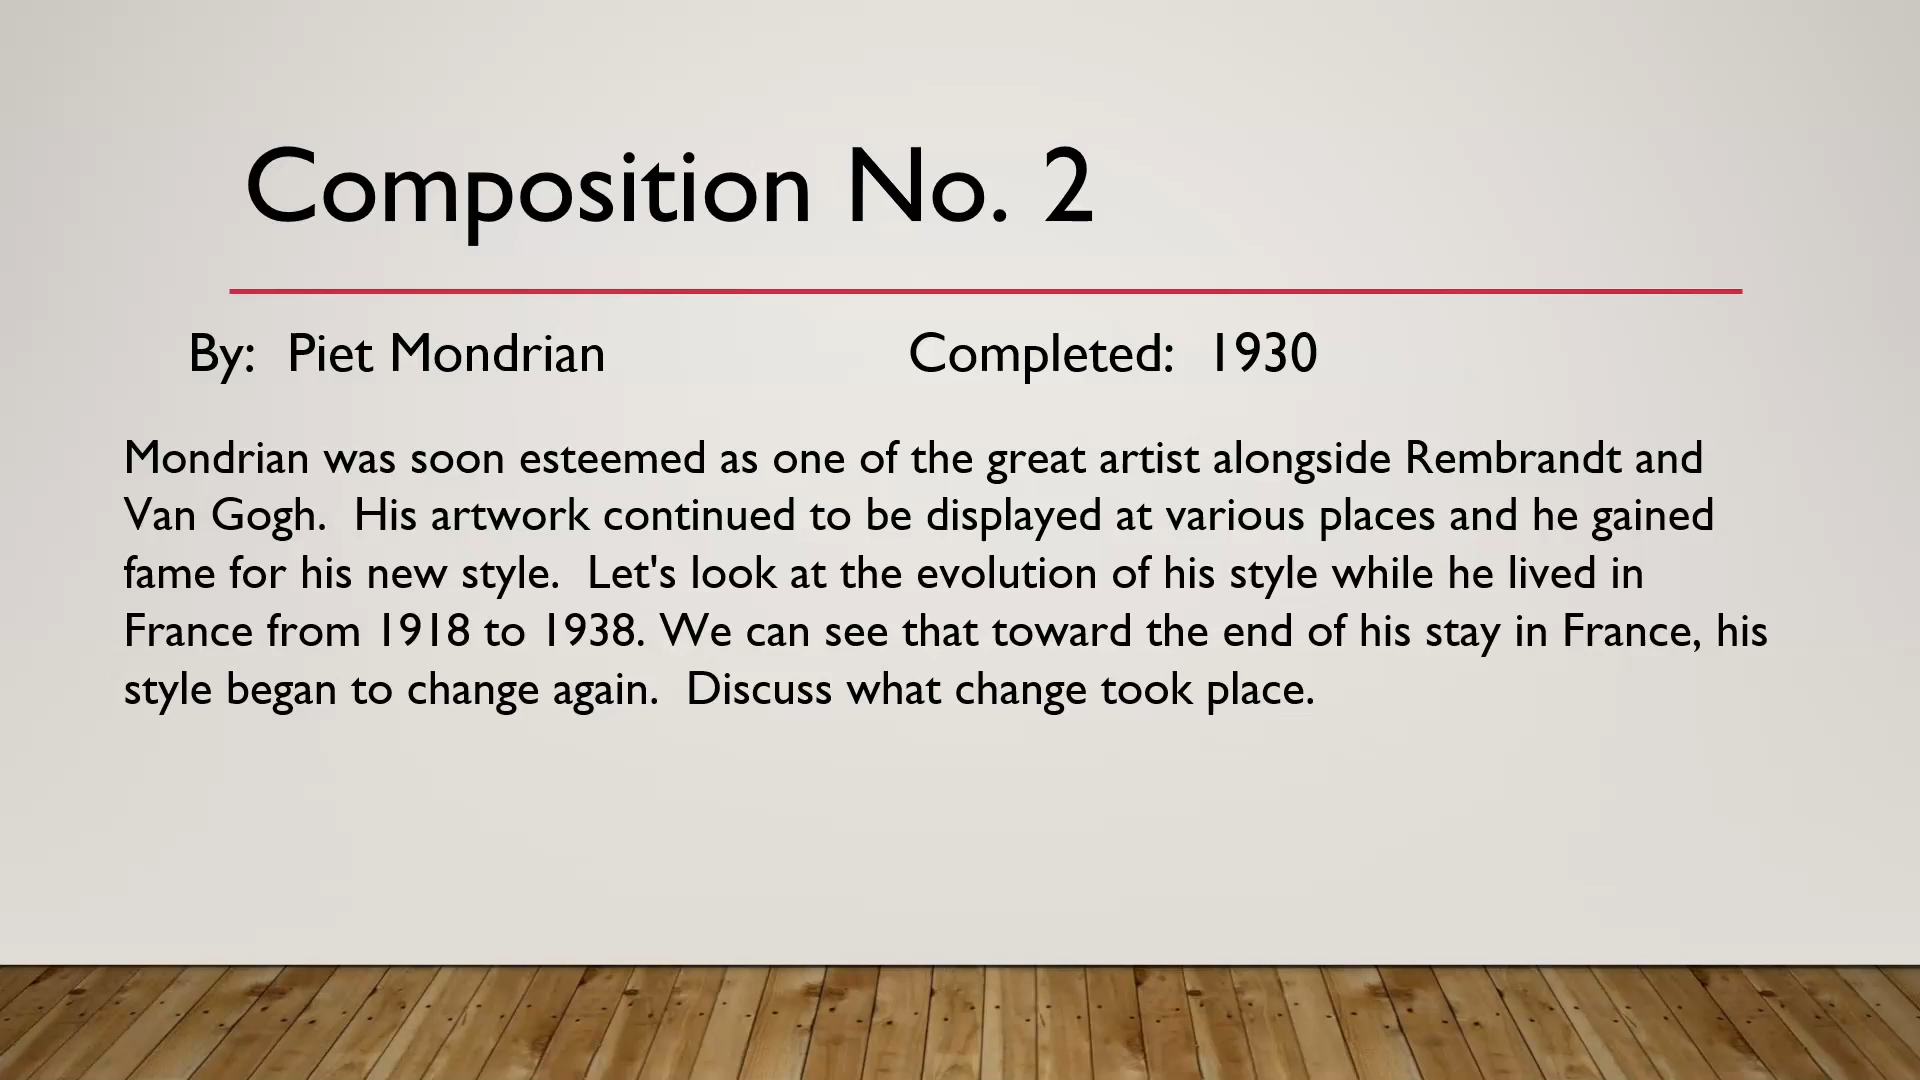 Composition No. 2
By:  Piet Mondrian
Completed:  1930
Mondrian was soon esteemed as one of the great artist alongside Rembrandt and
Van Gogh.  His artwork continued to be displayed at various places and he gained
fame for his new style.  Let's look at the evolution of his style while he lived in
France from 1918 to 1938. We can see that toward the end of his stay in France, his
style began to change again.  Discuss what change took place.